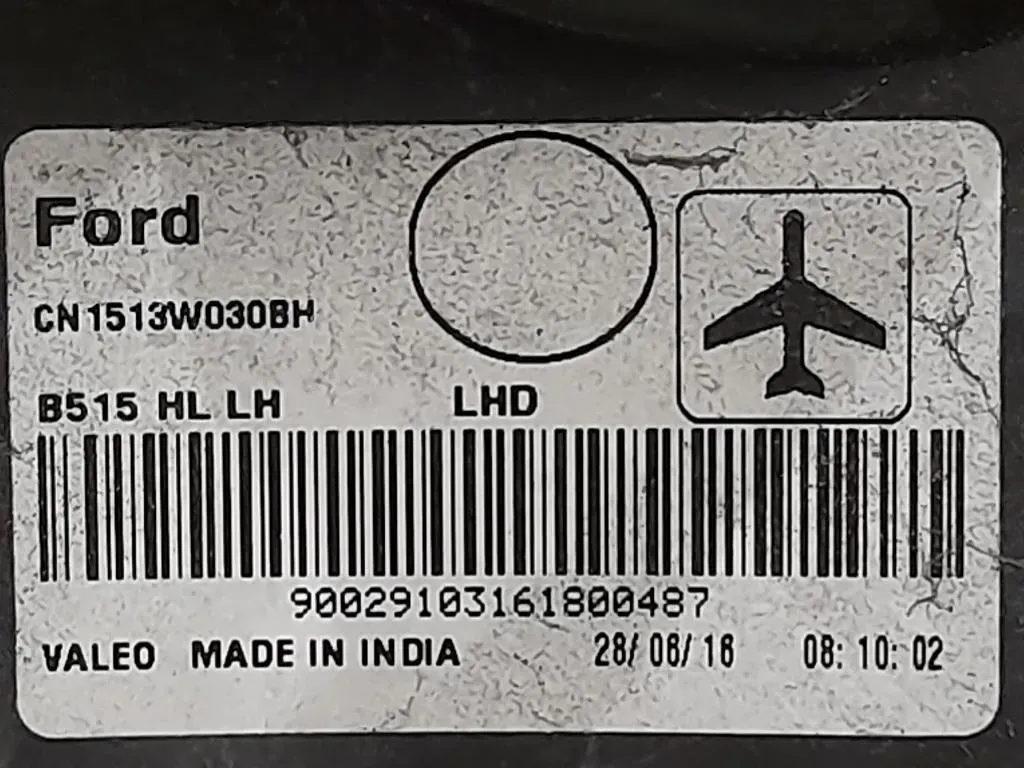 Ford
CN1513W030BH
B515 HL LH LHD
90029103161800487
VALEO MADE IN INDIA 28/06/16 08:10:02